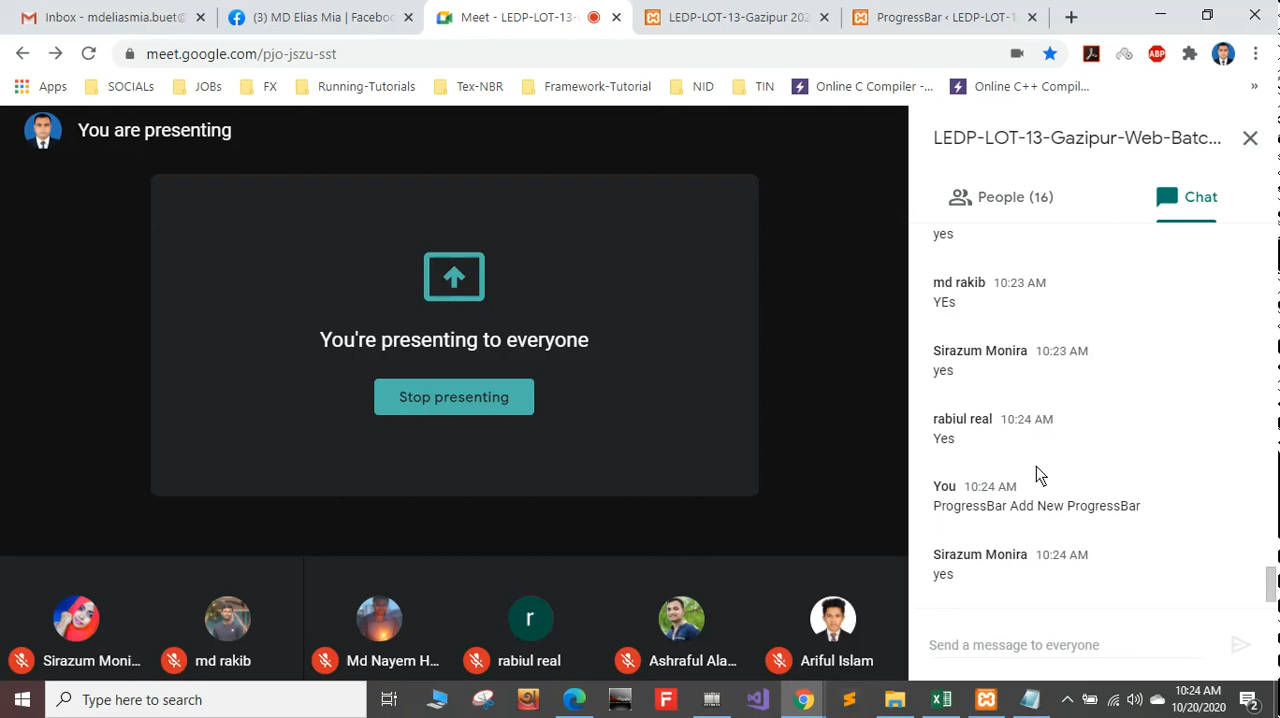 Inbox - mdeliasmia.buet@
(3) MD Elias Mia | Facebook
Meet - LEDP-LOT-13-
LEDP-LOT-13-Gazipur 202
ProgressBar ‹ LEDP-LOT-1
meet.google.com/pjo-jszu-sst
ABP
Apps
SOCIALs
JOBs
FX
Running-Tutorials
Tex-NBR
Framework-Tutorial
NID
TIN
Online C Compiler -...
Online C++ Compil...
You are presenting
LEDP-LOT-13-Gazipur-Web-Batc...
People (16)
Chat
yes
md rakib 10:23 AM
YEs
Sirazum Monira 10:23 AM
yes
rabiul real 10:24 AM
Yes
You 10:24 AM
ProgressBar Add New ProgressBar
Sirazum Monira 10:24 AM
yes
Send a message to everyone
You're presenting to everyone
Stop presenting
r
Sirazum Moni...
md rakib
Md Nayem H...
rabiul real
Ashraful Ala...
Ariful Islam
Type here to search
10:24 AM
10/20/2020
2